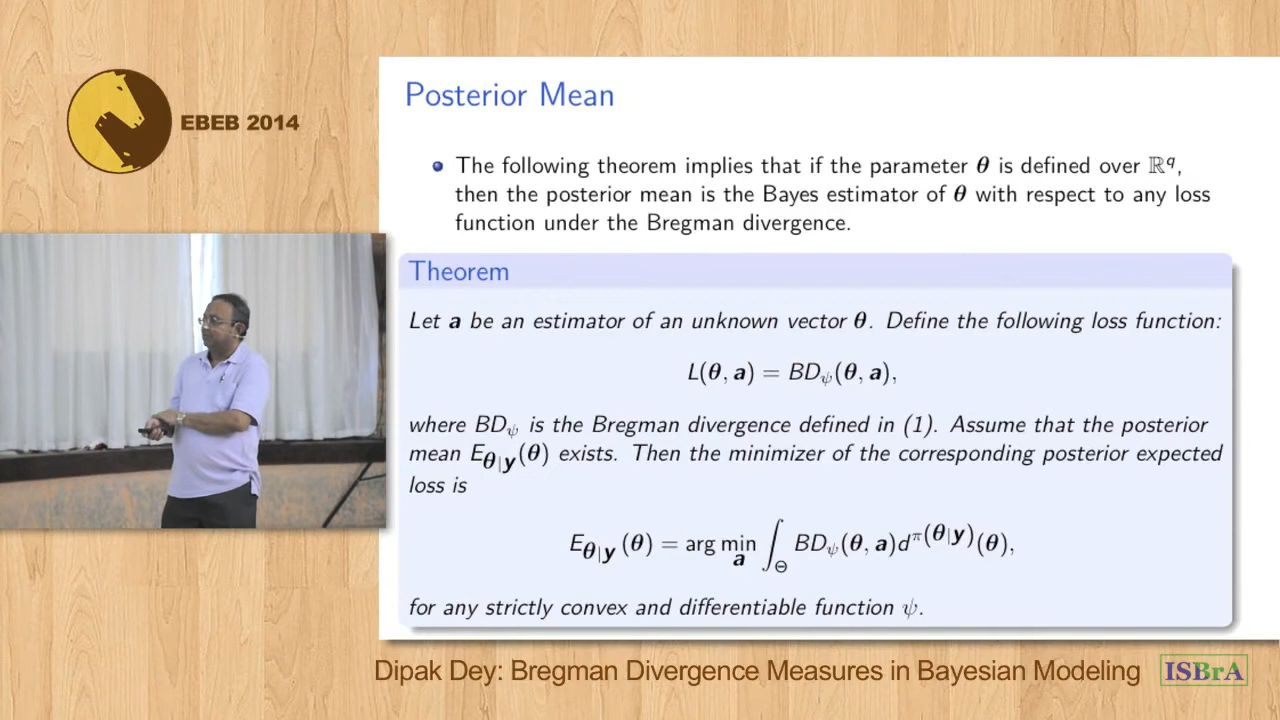 EBEB 2014
Posterior Mean
The following theorem implies that if the parameter θ is defined over ℝ^q,
then the posterior mean is the Bayes estimator of θ with respect to any loss
function under the Bregman divergence.
Theorem
Let a be an estimator of an unknown vector θ. Define the following loss function:
L(θ, a) = BD_ψ(θ, a),
where BD_ψ is the Bregman divergence defined in (1). Assume that the posterior
mean E_{θ|y}(θ) exists. Then the minimizer of the corresponding posterior expected
loss is
E_{θ|y}(θ) = arg min_a ∫_Θ BD_ψ(θ, a)d^{π(θ|y)}(θ),
for any strictly convex and differentiable function ψ.
Dipak Dey: Bregman Divergence Measures in Bayesian Modeling
ISBrA